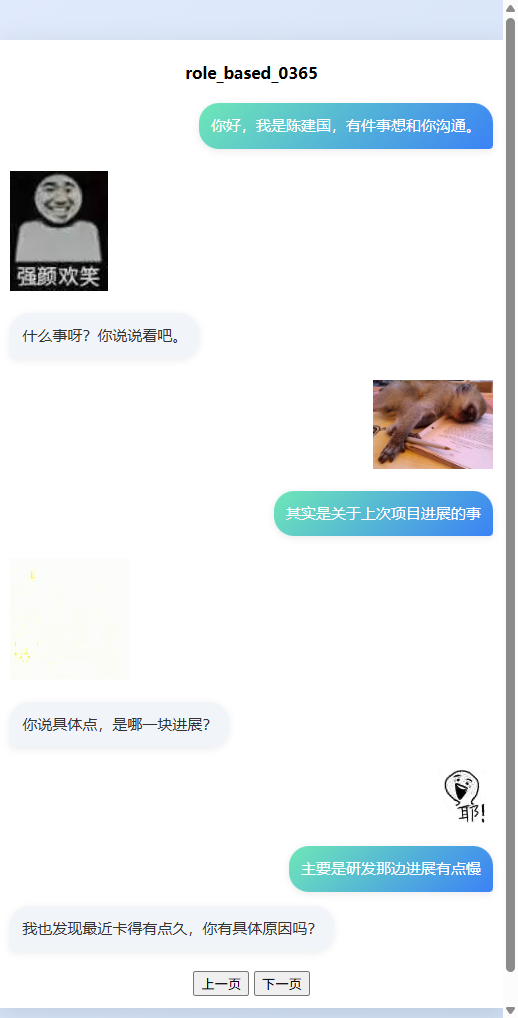 role_based_0365
你好，我是陈建国，有件事想和你沟通。
强颜欢笑
什么事呀？你说说看吧。
其实是关于上次项目进展的事
你说具体点，是哪一块进展？
耶!
主要是研发那边进展有点慢
我也发现最近卡得有点久，你有具体原因吗？
上一页 下一页